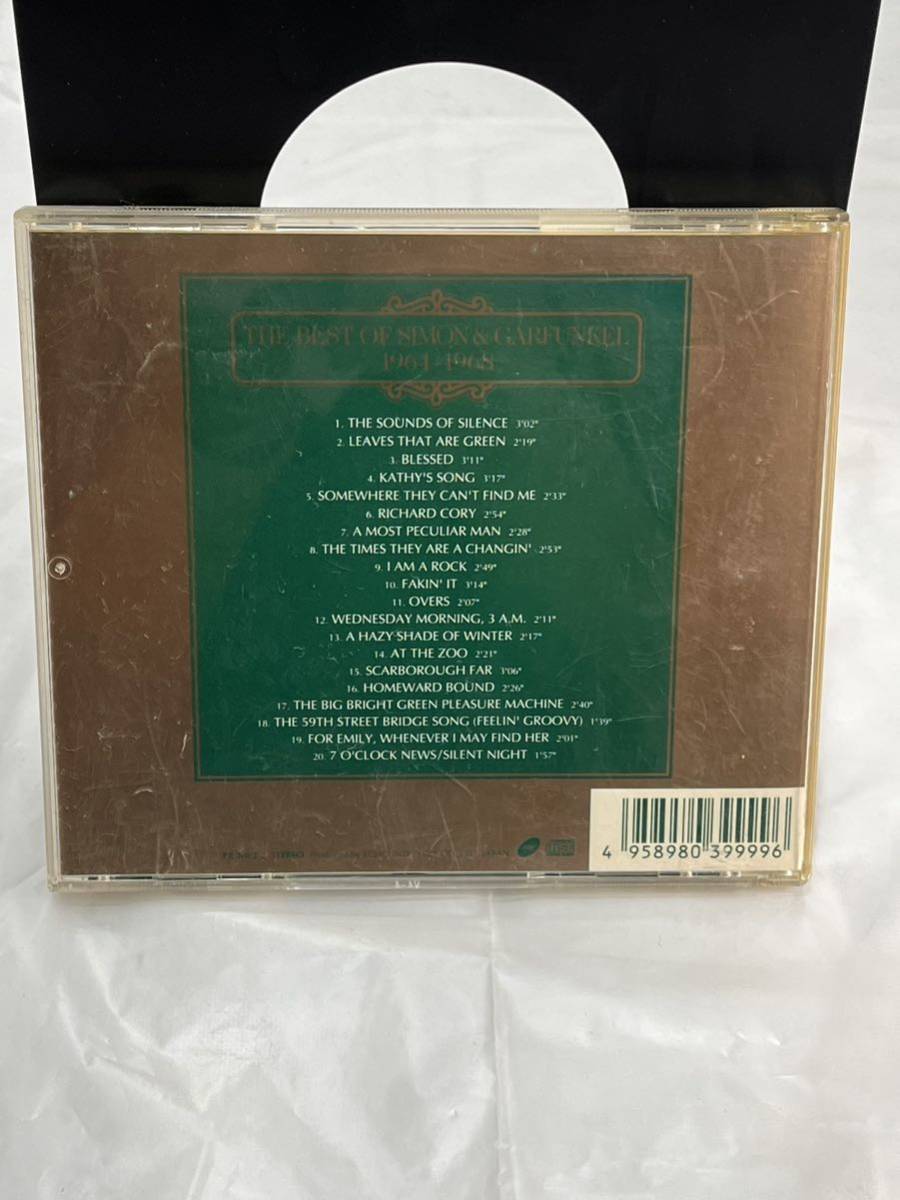 THE BEST OF SIMON & GARFUNKEL
1964-1968
1. THE SOUNDS OF SILENCE 3'02"
2. LEAVES THAT ARE GREEN 2'19"
3. BLESSED 3'11"
4. KATHY'S SONG 3'17"
5. SOMEWHERE THEY CAN'T FIND ME 2'33"
6. RICHARD CORY 2'54"
7. A MOST PECULIAR MAN 2'28"
8. THE TIMES THEY ARE A CHANGIN' 2'53"
9. I AM A ROCK 2'49"
10. FAKIN' IT 3'14"
11. OVERS 2'07"
12. WEDNESDAY MORNING, 3 A.M. 2'11"
13. A HAZY SHADE OF WINTER 2'17"
14. AT THE ZOO 2'21"
15. SCARBOROUGH FAR 3'06"
16. HOMEWARD BOUND 2'26"
17. THE BIG BRIGHT GREEN PLEASURE MACHINE 2'40"
18. THE 59TH STREET BRIDGE SONG (FEELIN' GROOVY) 1'39"
19. FOR EMILY, WHENEVER I MAY FIND HER 2'01"
20. 7 O'CLOCK NEWS/SILENT NIGHT 1'57"
STEREO JAPAN
4 958980 399996